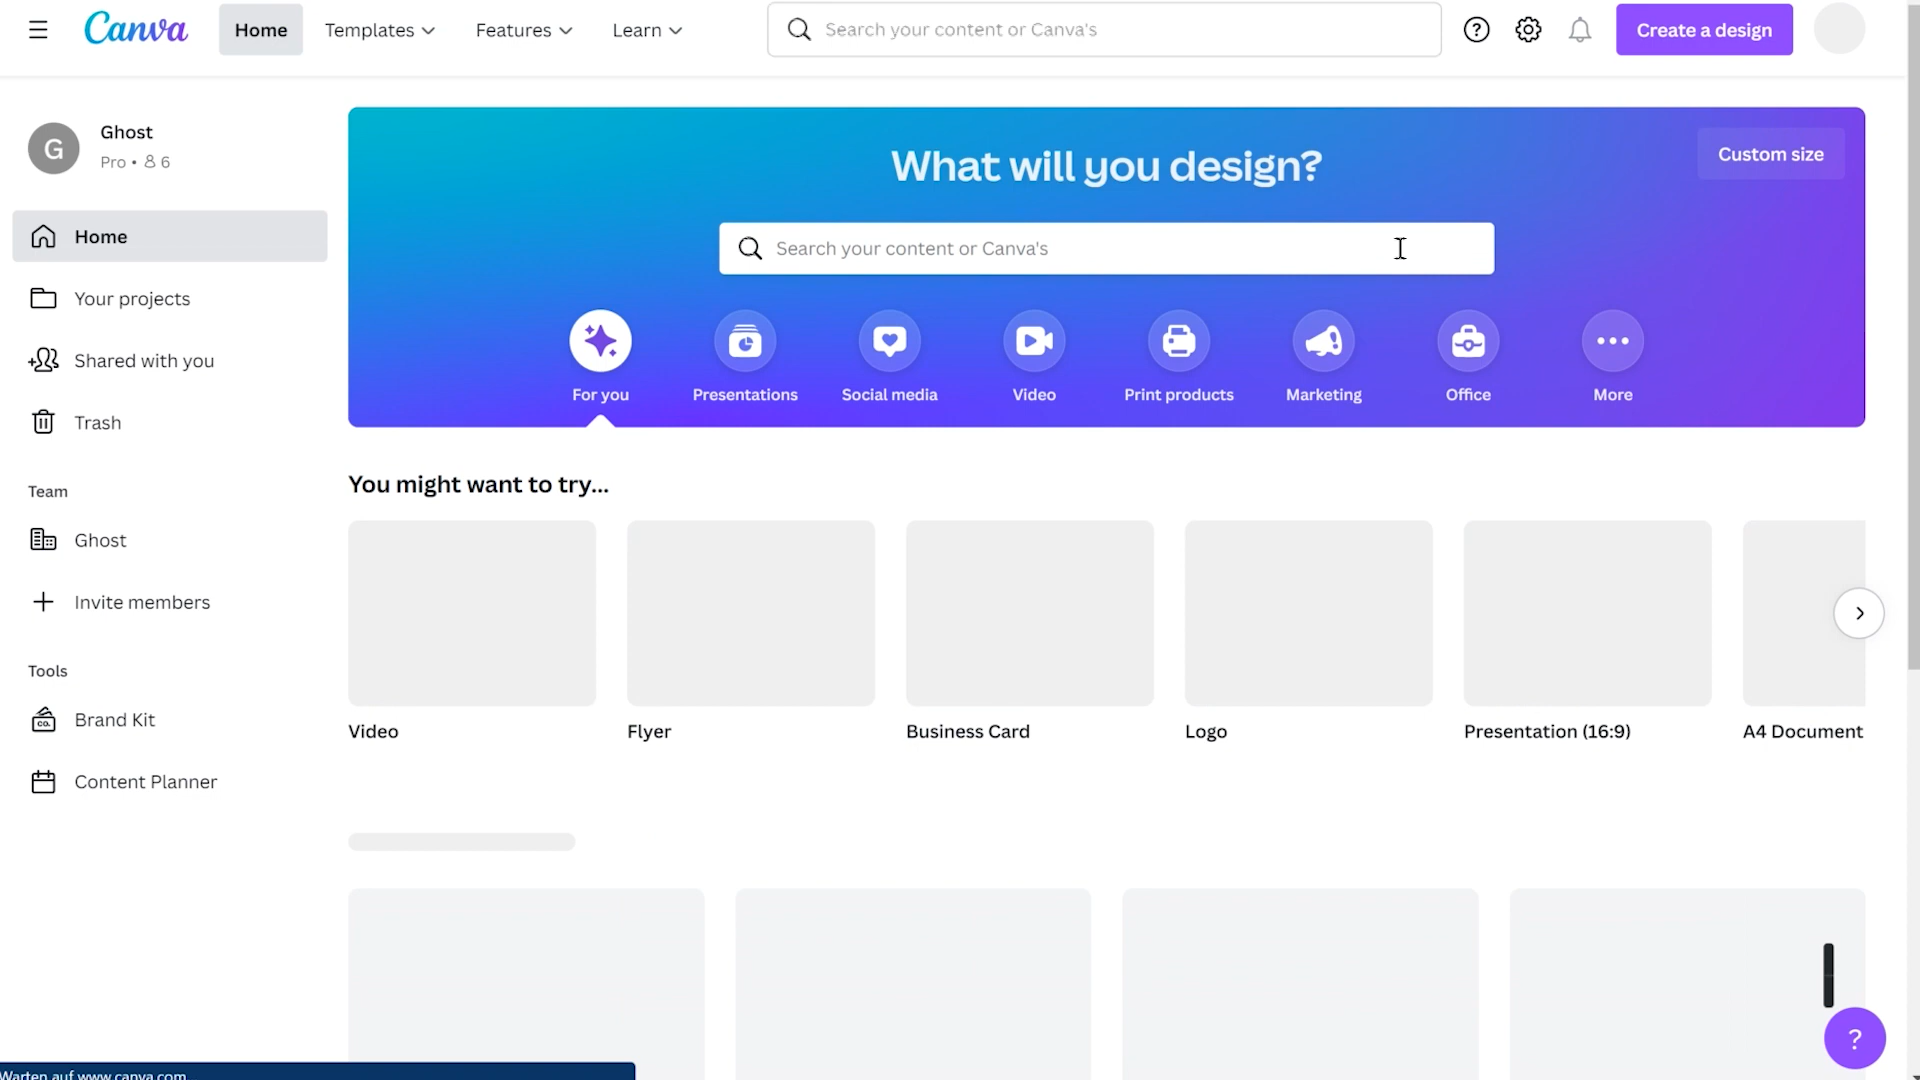 Canva
Home
Templates
Features
Learn
Search your content or Canva's
Create a design
G
Ghost
Pro • 6
Home
Your projects
Shared with you
Trash
Team
Ghost
Invite members
Tools
CO.
Brand Kit
Content Planner
What will you design?
Custom size
Search your content or Canva's
For you
Presentations
Social media
Video
Print products
Marketing
Office
More
You might want to try...
Video
Flyer
Business Card
Logo
Presentation (16:9)
A4 Document
?
Warten auf www.canva.com